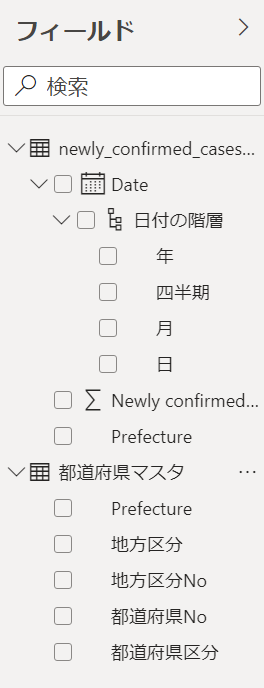 フィールド
検索
newly_confirmed_cases...
Date
日付の階層
年
四半期
月
日
Newly confirmed...
Prefecture
都道府県マスタ
Prefecture
地方区分
地方区分No
都道府県No
都道府県区分